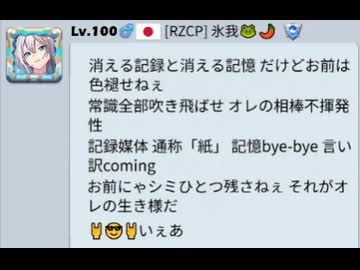 Lv.100♂🇯🇵 [RZCP] 氷我🐸🌶️
消える記録と消える記憶 だけどお前は
色褪せねぇ
常識全部吹き飛ばせ オレの相棒不揮発
性
記録媒体 通称「紙」 記憶bye-bye 言い
訳coming
お前にゃシミひとつ残さねぇ それがオ
レの生き様だ
🤘😎🤘いぇあ